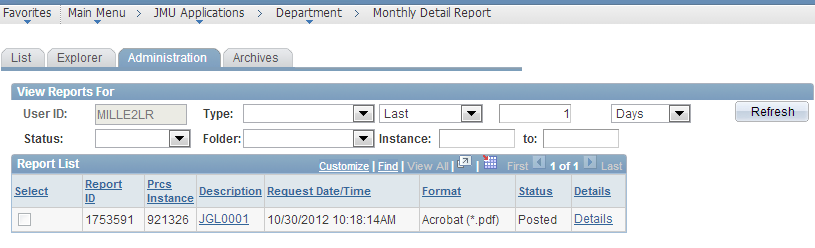 Favorites Main Menu > JMU Applications > Department > Monthly Detail Report
List Explorer Administration Archives
View Reports For
User ID: MILLE2LR Type: Last 1 Days Refresh
Status: Folder: Instance: to:
Report List Customize | Find | View All | | First 1 of 1 Last
Select Report ID Prcs Instance Description Request Date/Time Format Status Details
1753591 921326 JGL0001 10/30/2012 10:18:14AM Acrobat (*.pdf) Posted Details